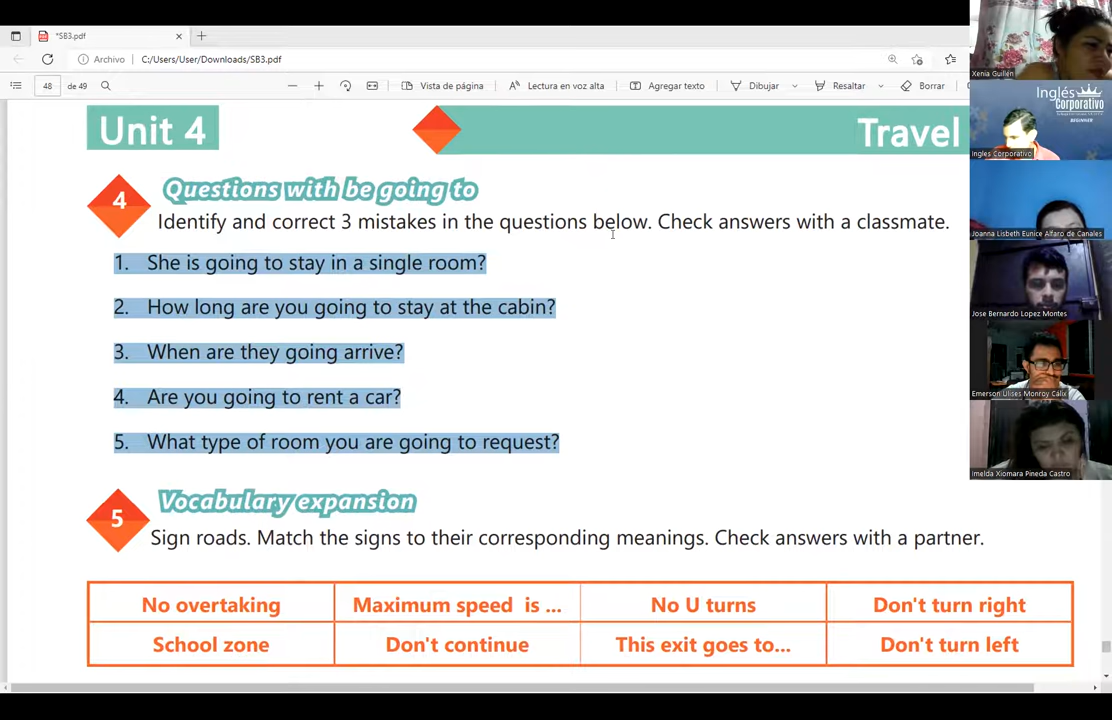 *SB3.pdf
Archivo
C:/Users/User/Downloads/SB3.pdf
48
de 49
Vista de página
Lectura en voz alta
Agregar texto
Dibujar
Resaltar
Borrar
Unit 4
Travel
4
Questions with be going to
Identify and correct 3 mistakes in the questions below. Check answers with a classmate.
1. She is going to stay in a single room?
2. How long are you going to stay at the cabin?
3. When are they going arrive?
4. Are you going to rent a car?
5. What type of room you are going to request?
5
Vocabulary expansion
Sign roads. Match the signs to their corresponding meanings. Check answers with a partner.
No overtaking
Maximum speed is ...
No U turns
Don't turn right
School zone
Don't continue
This exit goes to...
Don't turn left
Xenia Guillén
Inglés
Corporativo
BEGINNER
Ingles Corporativo
Joanna Lisbeth Eunice Alfaro de Canales
Jose Bernardo Lopez Montes
Emerson Ulises Monroy Cálix
Imelda Xiomara Pineda Castro